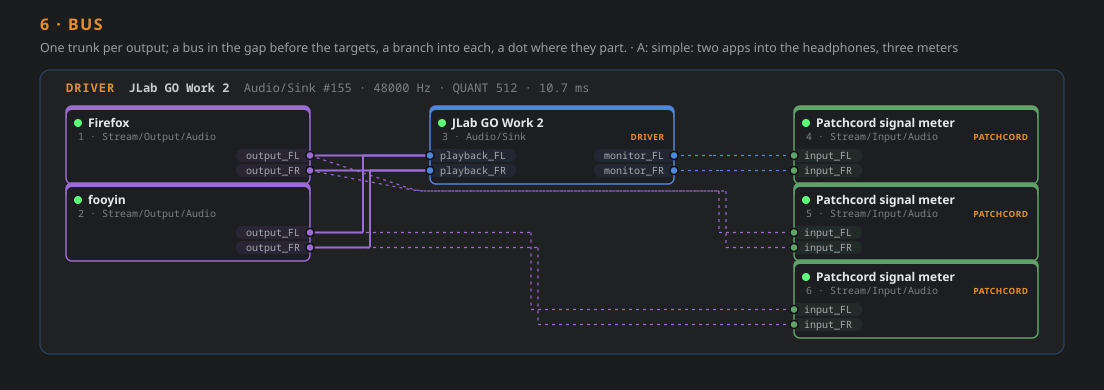 6 · BUS
One trunk per output; a bus in the gap before the targets, a branch into each, a dot where they part. · A: simple: two apps into the headphones, three meters
DRIVER JLab GO Work 2 Audio/Sink #155 · 48000 Hz · QUANT 512 · 10.7 ms
Firefox
1 · Stream/Output/Audio
output_FL
output_FR
fooyin
2 · Stream/Output/Audio
output_FL
output_FR
JLab GO Work 2
3 · Audio/Sink DRIVER
playback_FL monitor_FL
playback_FR monitor_FR
Patchcord signal meter
4 · Stream/Input/Audio PATCHCORD
input_FL
input_FR
Patchcord signal meter
5 · Stream/Input/Audio PATCHCORD
input_FL
input_FR
Patchcord signal meter
6 · Stream/Input/Audio PATCHCORD
input_FL
input_FR